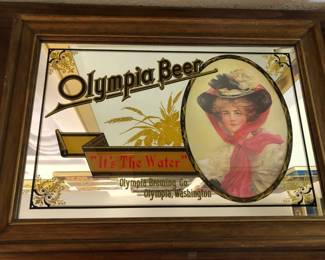 Olympia Beer
"It's The Water"
Olympia Brewing Co.
Olympia, Washington